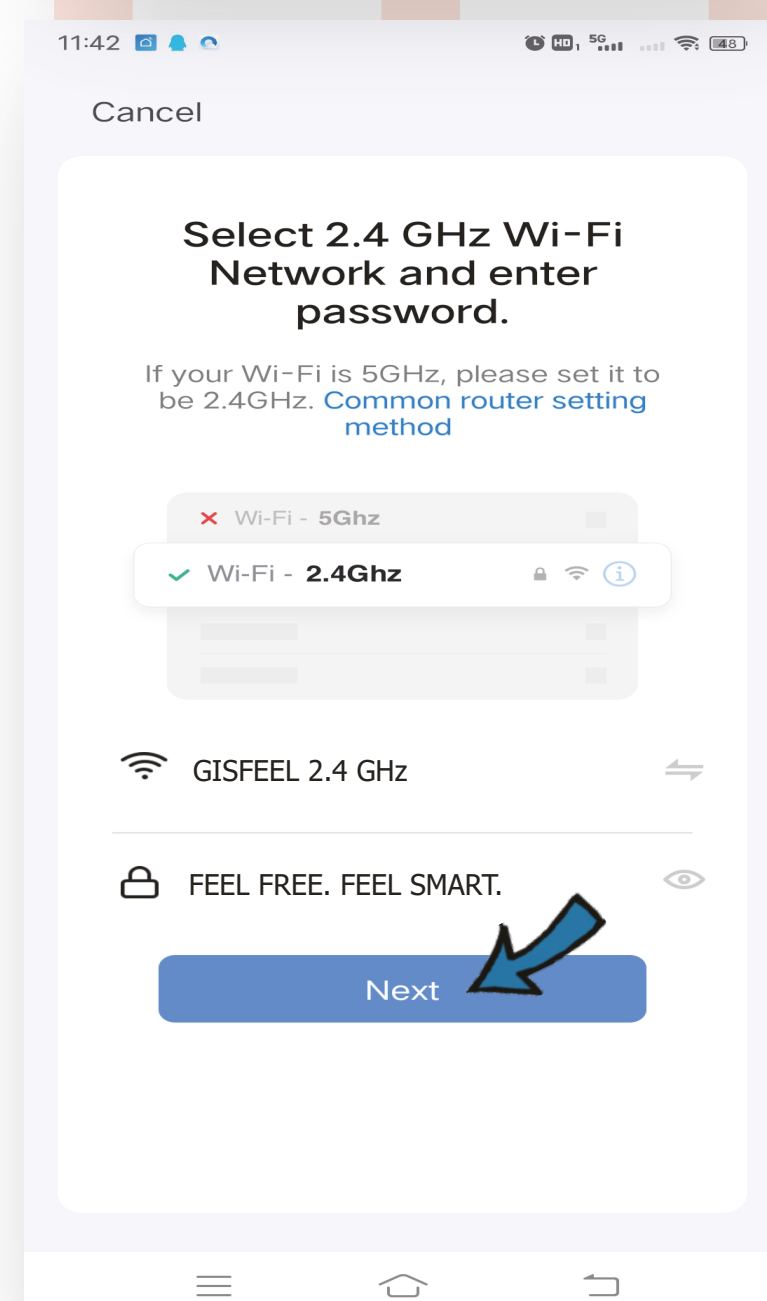 11:42 HD 1 5G 48
Cancel
Select 2.4 GHz Wi-Fi
Network and enter
password.
If your Wi-Fi is 5GHz, please set it to
be 2.4GHz. Common router setting
method
Wi-Fi - 5Ghz
Wi-Fi - 2.4Ghz
GISFEEL 2.4 GHz
FEEL FREE. FEEL SMART.
Next